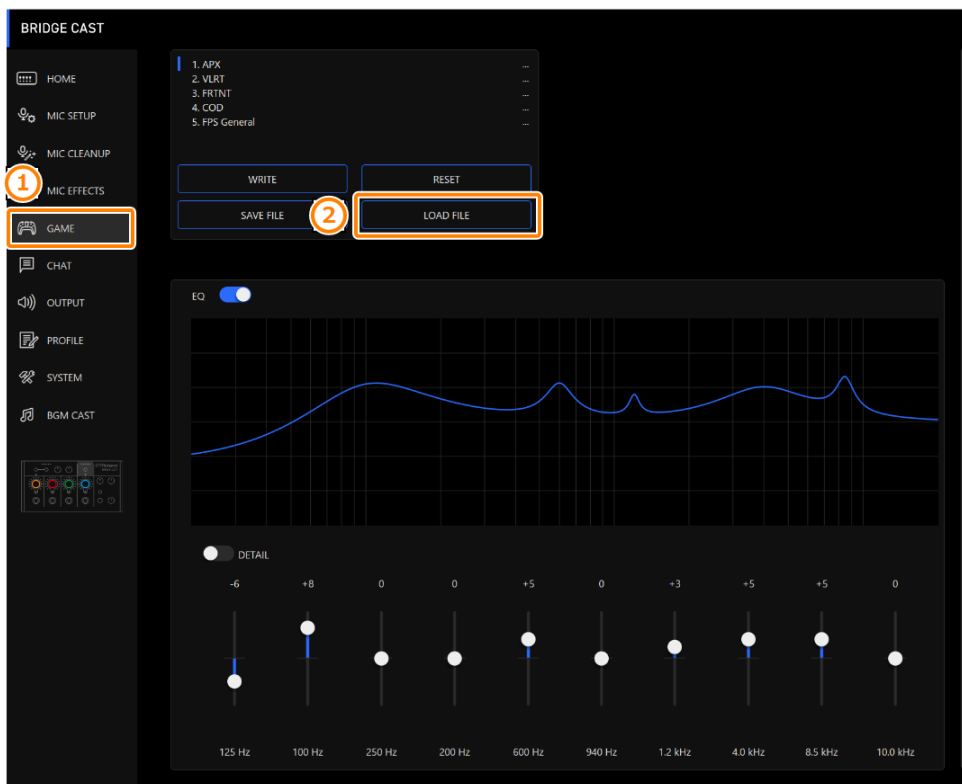 BRIDGE CAST
HOME
MIC SETUP
MIC CLEANUP
1
MIC EFFECTS
GAME
CHAT
OUTPUT
PROFILE
SYSTEM
BGM CAST
1. APX ...
2. VLRT ...
3. FRTNT ...
4. COD ...
5. FPS General ...
WRITE RESET
SAVE FILE 2 LOAD FILE
EQ
DETAIL
-6 +8 0 0 +5 0 +3 +5 +5 0
125 Hz 100 Hz 250 Hz 200 Hz 600 Hz 940 Hz 1.2 kHz 4.0 kHz 8.5 kHz 10.0 kHz